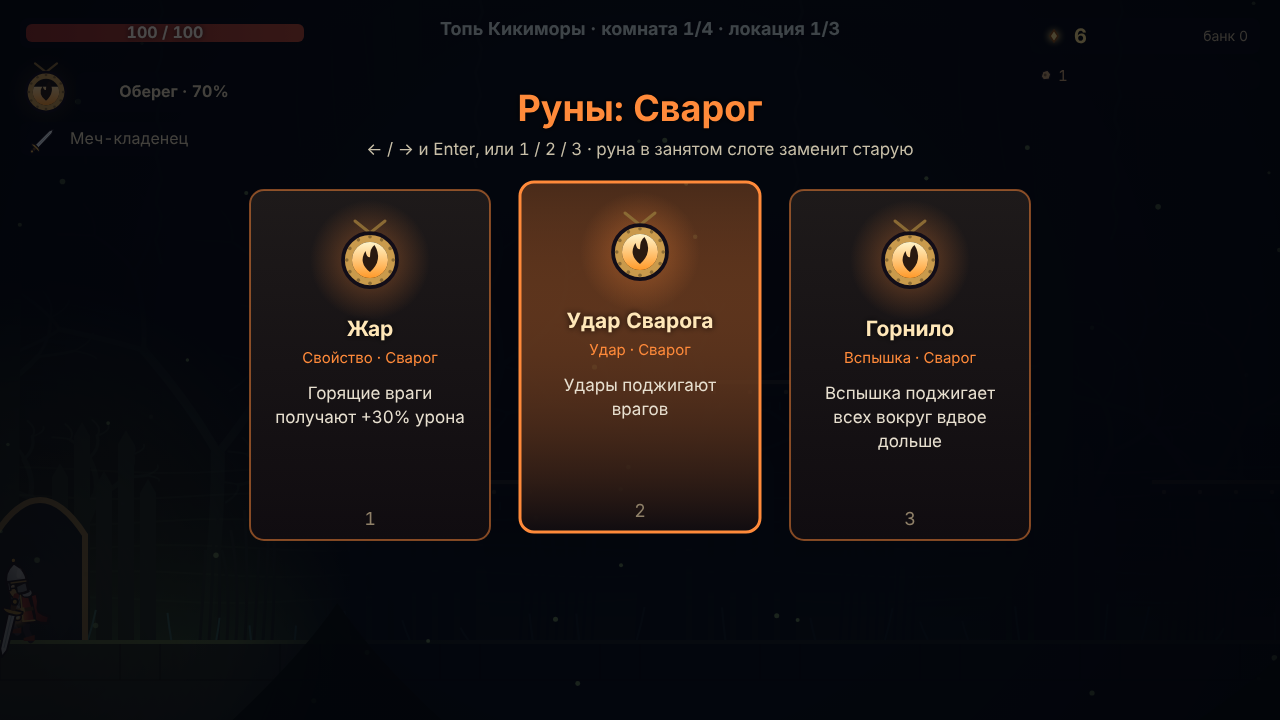 100 / 100
Топь Кикиморы · комната 1/4 · локация 1/3
6
банк 0
1
Оберег · 70%
Меч-кладенец
Руны: Сварог
← / → и Enter, или 1 / 2 / 3 · руна в занятом слоте заменит старую
Жар
Свойство · Сварог
Горящие враги
получают +30% урона
1
Удар Сварога
Удар · Сварог
Удары поджигают
врагов
2
Горнило
Вспышка · Сварог
Вспышка поджигает
всех вокруг вдвое
дольше
3